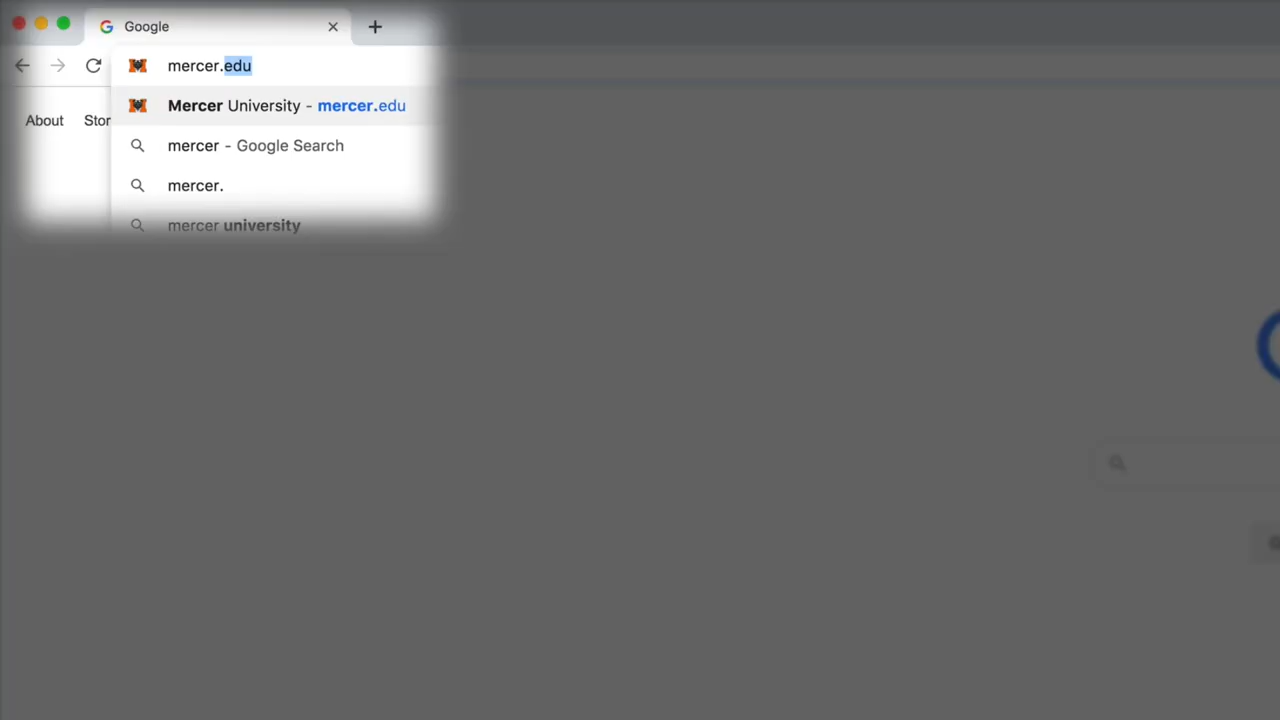 Google
mercer.edu
Mercer University - mercer.edu
About Stor
mercer - Google Search
mercer.
mercer university